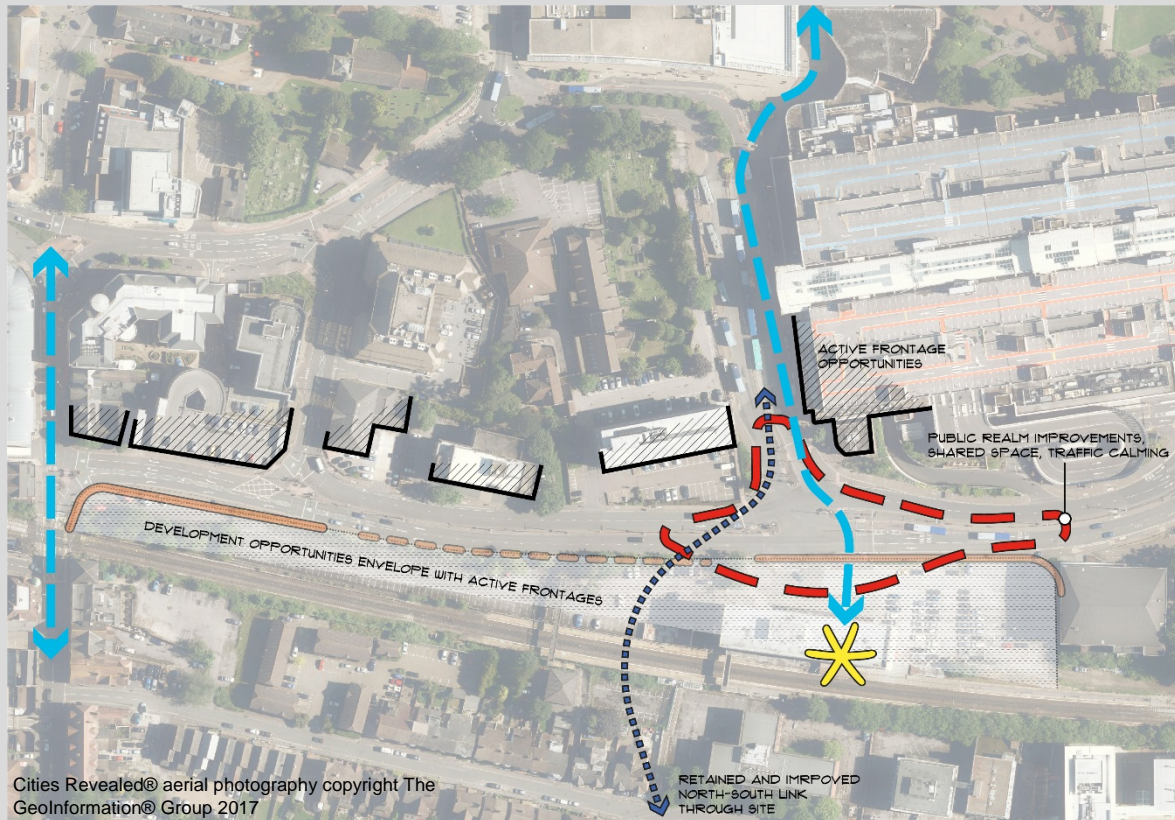 ACTIVE FRONTAGE
OPPORTUNITIES
PUBLIC REALM IMPROVEMENTS,
SHARED SPACE, TRAFFIC CALMING
DEVELOPMENT OPPORTUNITIES ENVELOPE WITH ACTIVE FRONTAGES
RETAINED AND IMRPOVED
NORTH-SOUTH LINK
THROUGH SITE
Cities Revealed® aerial photography copyright The
GeoInformation® Group 2017